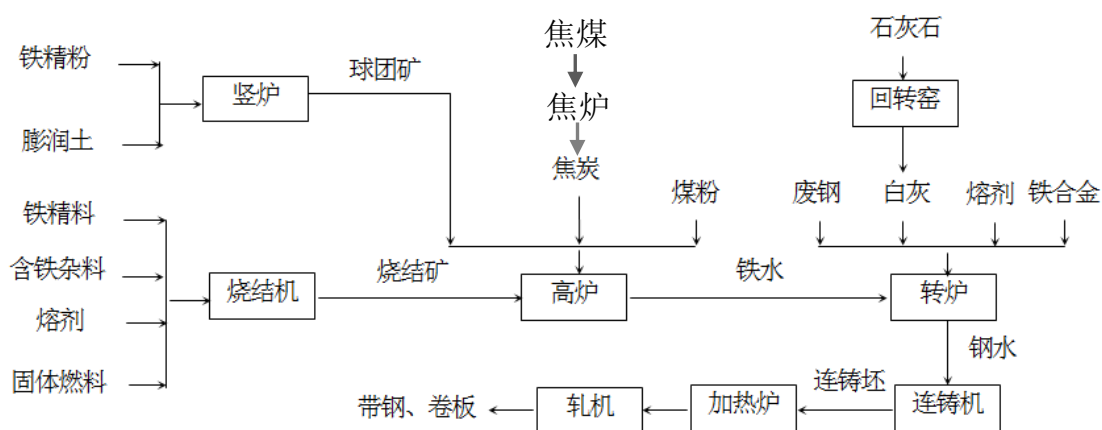 焦煤
石灰石
铁精粉
球团矿
竖炉
焦炉
回转窑
膨润土
焦炭
煤粉
废钢
白灰
熔剂
铁合金
铁精料
含铁杂料
烧结矿
铁水
烧结机
高炉
转炉
熔剂
钢水
固体燃料
连铸坯
带钢、卷板
轧机
加热炉
连铸机